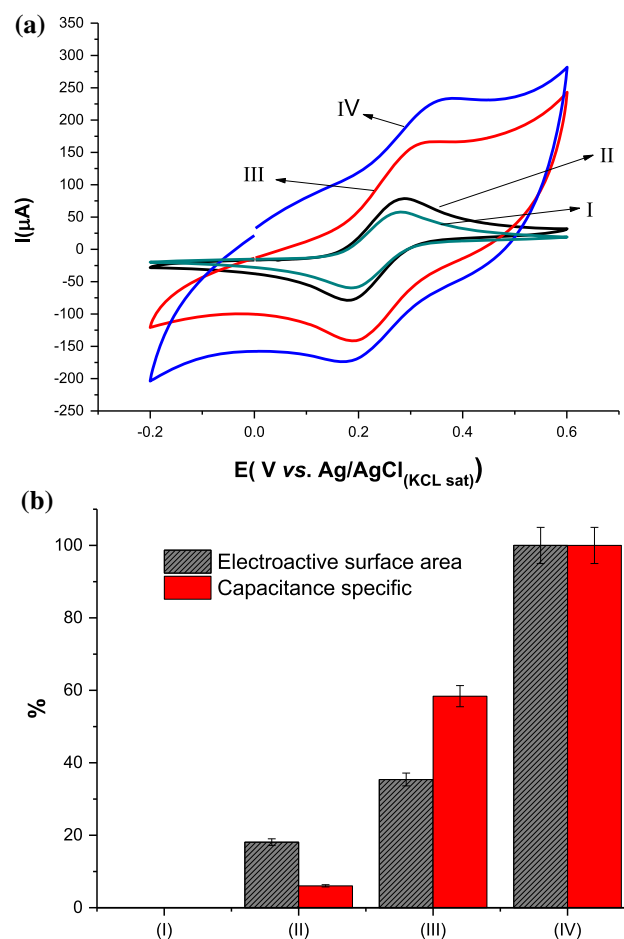 (a)
350
300
250
200
150
100
50
0
-50
-100
-150
-200
-250
I(µA)
IV
III
II
I
-0.2 0.0 0.2 0.4 0.6
E( V vs. Ag/AgCl(KCL sat))
(b)
100
80
60
40
20
0
%
Electroactive surface area
Capacitance specific
(I) (II) (III) (IV)